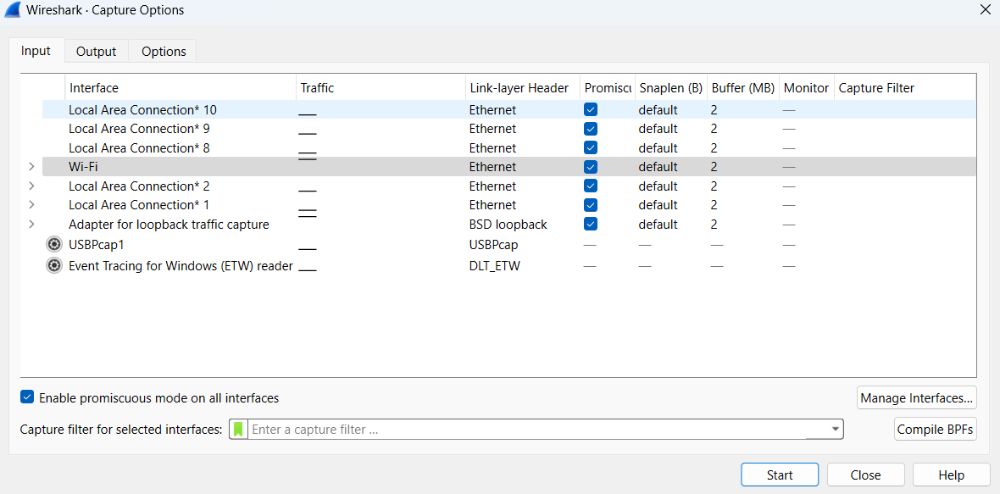 Wireshark · Capture Options
Input Output Options
Interface Traffic Link-layer Header Promiscu Snaplen (B) Buffer (MB) Monitor Capture Filter
Local Area Connection* 10 Ethernet default 2 —
Local Area Connection* 9 Ethernet default 2 —
Local Area Connection* 8 Ethernet default 2 —
Wi-Fi Ethernet default 2 —
Local Area Connection* 2 Ethernet default 2 —
Local Area Connection* 1 Ethernet default 2 —
Adapter for loopback traffic capture BSD loopback default 2 —
USBPcap1 USBPcap — — — —
Event Tracing for Windows (ETW) reader DLT_ETW — — — —
Enable promiscuous mode on all interfaces Manage Interfaces...
Capture filter for selected interfaces: Enter a capture filter ... Compile BPFs
Start Close Help